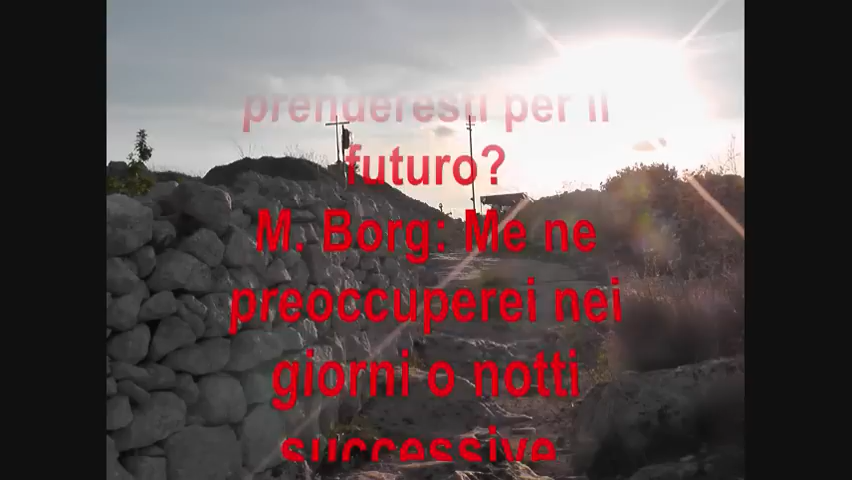 prenderesti per il
futuro?
M. Borg: Me ne
preoccuperei nei
giorni o notti
successive